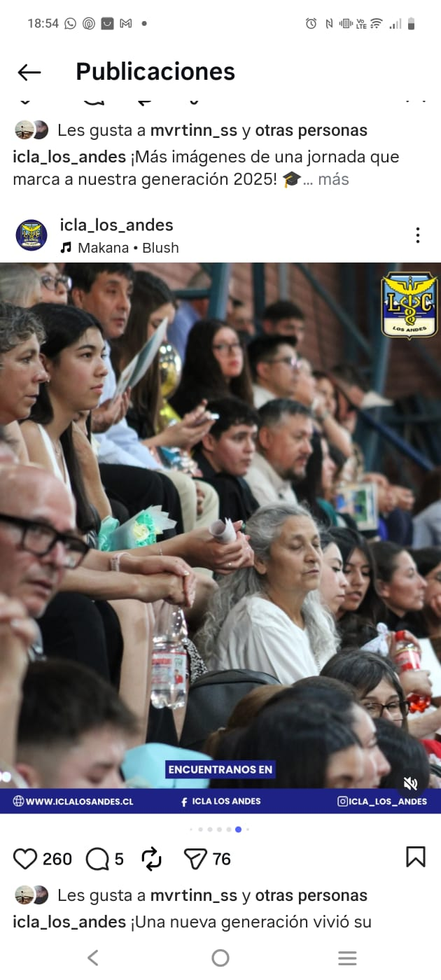 18:54
Publicaciones
Les gusta a mvrtinn_ss y otras personas
icla_los_andes ¡Más imágenes de una jornada que
marca a nuestra generación 2025! 🎓... más
icla_los_andes
Makana • Blush
L C
LOS ANDES
ENCUENTRANOS EN
WWW.ICLALOSANDES.CL
ICLA LOS ANDES
ICLA_LOS_ANDES
260
5
76
Les gusta a mvrtinn_ss y otras personas
icla_los_andes ¡Una nueva generación vivió su